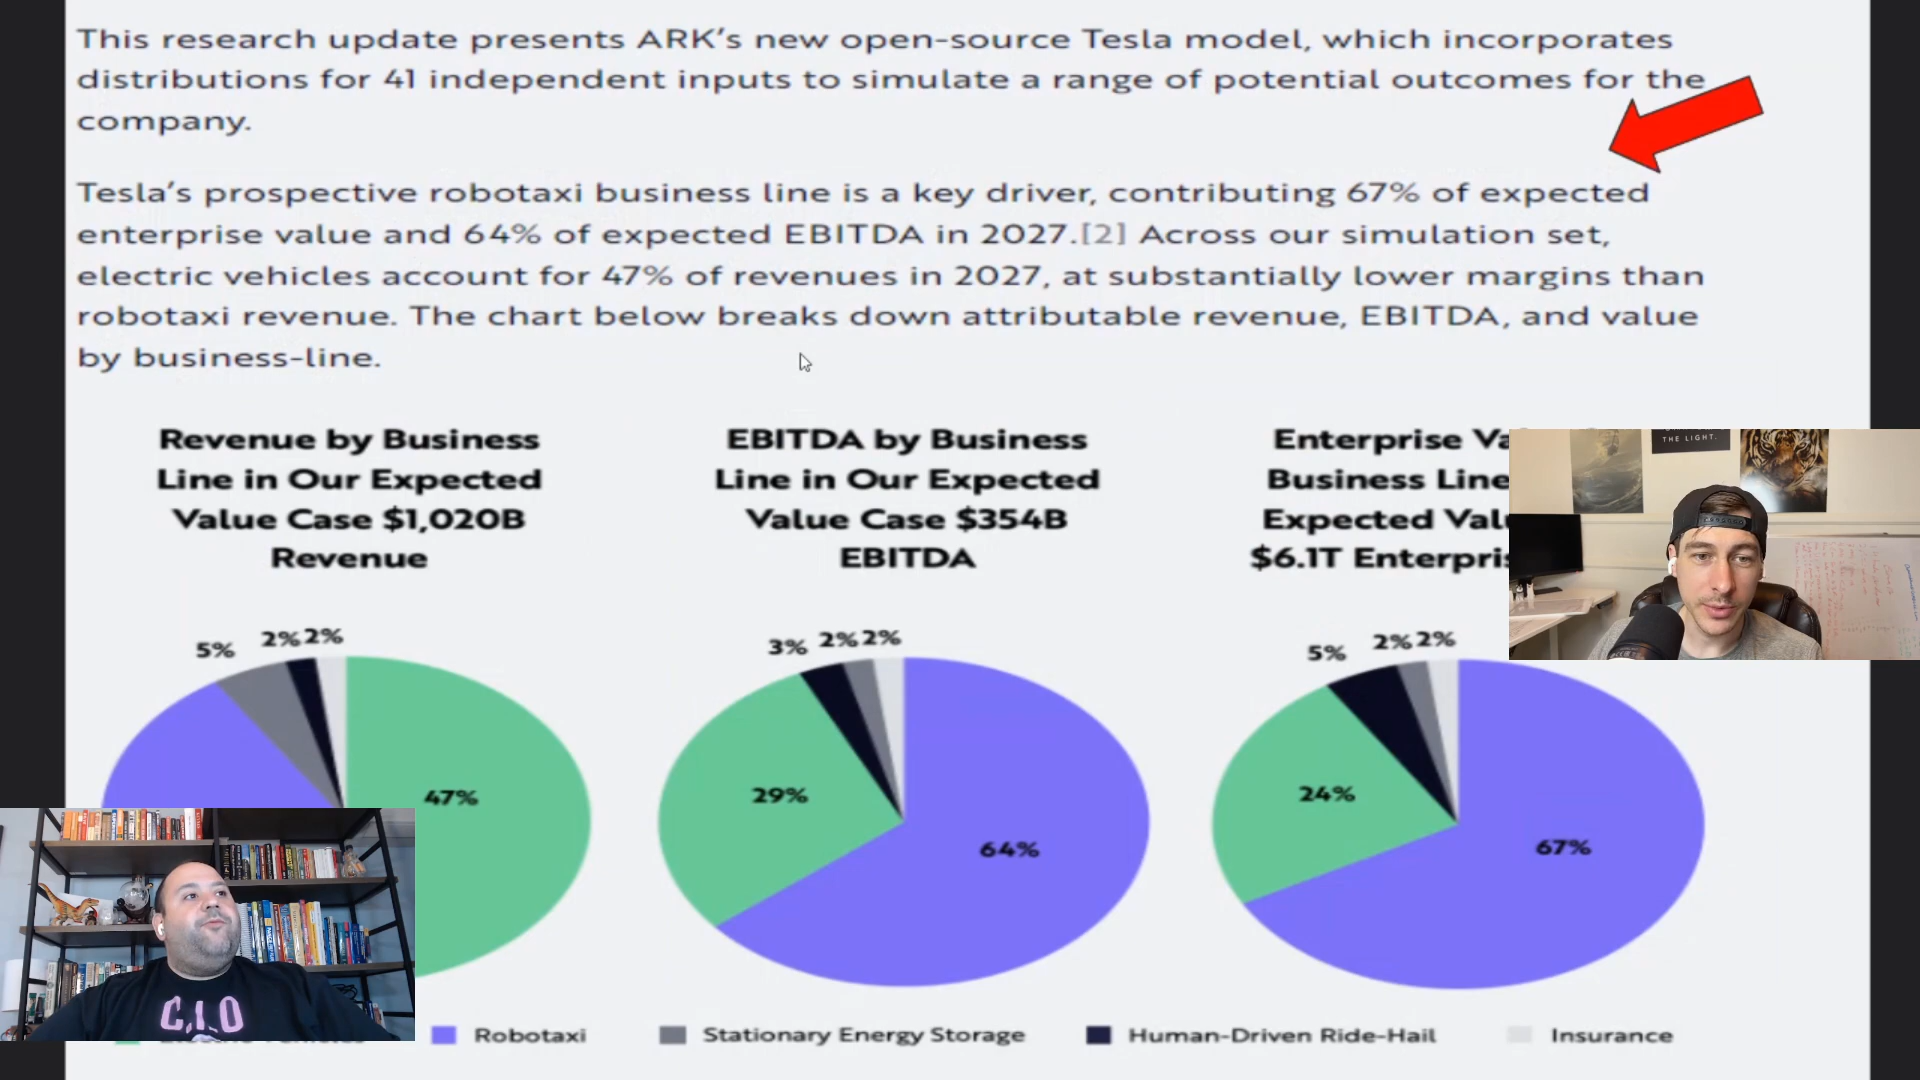 This research update presents ARK's new open-source Tesla model, which incorporates
distributions for 41 independent inputs to simulate a range of potential outcomes for the
company.
Tesla's prospective robotaxi business line is a key driver, contributing 67% of expected
enterprise value and 64% of expected EBITDA in 2027.[2] Across our simulation set,
electric vehicles account for 47% of revenues in 2027, at substantially lower margins than
robotaxi revenue. The chart below breaks down attributable revenue, EBITDA, and value
by business-line.
Revenue by Business
Line in Our Expected
Value Case $1,020B
Revenue
EBITDA by Business
Line in Our Expected
Value Case $354B
EBITDA
Enterprise
Business Line
Expected
$6.1T
THE LIGHT.
5% 2% 2%
47%
3% 2% 2%
29%
64%
5% 2% 2%
24%
67%
C.I.O
Robotaxi
Stationary Energy Storage
Human-Driven Ride-Hail
Insurance